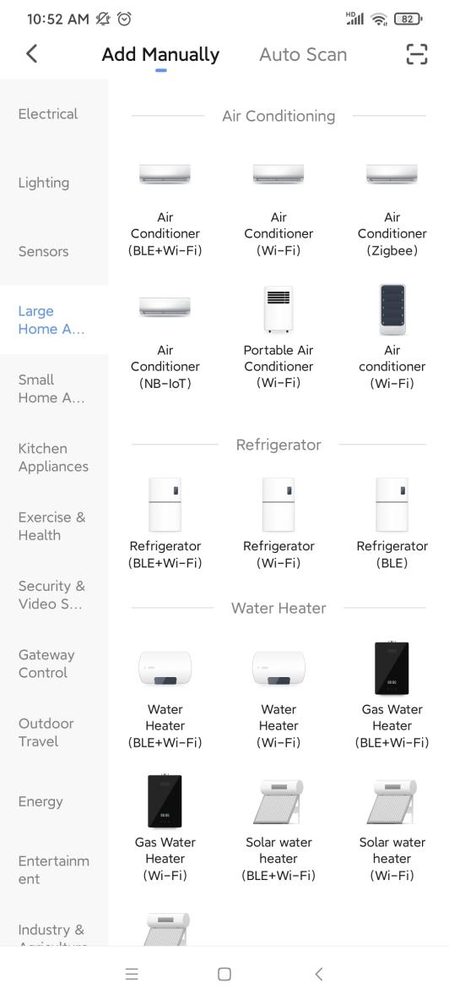 10:52 AM
HD
82
Add Manually
Auto Scan
Electrical
Lighting
Sensors
Large
Home A...
Small
Home A...
Kitchen
Appliances
Exercise &
Health
Security &
Video S...
Gateway
Control
Outdoor
Travel
Energy
Entertainm
ent
Industry &
Agriculture
Air Conditioning
Air
Conditioner
(BLE+Wi-Fi)
Air
Conditioner
(Wi-Fi)
Air
Conditioner
(Zigbee)
Air
Conditioner
(NB-IoT)
Portable Air
Conditioner
(Wi-Fi)
Air
conditioner
(Wi-Fi)
Refrigerator
Refrigerator
(BLE+Wi-Fi)
Refrigerator
(Wi-Fi)
Refrigerator
(BLE)
Water Heater
Water
Heater
(BLE+Wi-Fi)
Water
Heater
(Wi-Fi)
Gas Water
Heater
(BLE+Wi-Fi)
Gas Water
Heater
(Wi-Fi)
Solar water
heater
(BLE+Wi-Fi)
Solar water
heater
(Wi-Fi)